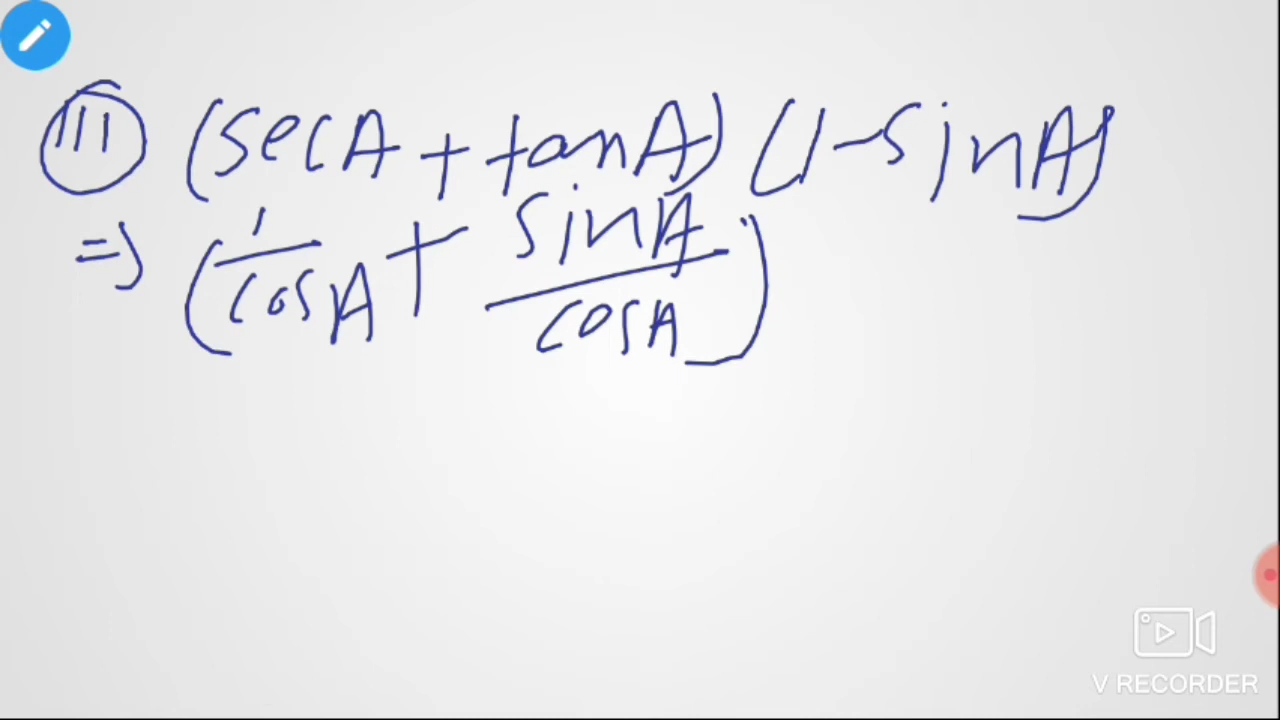 (III) (secA + tanA) (1-sinA)
=> (1/cosA + sinA/cosA)
V RECORDER